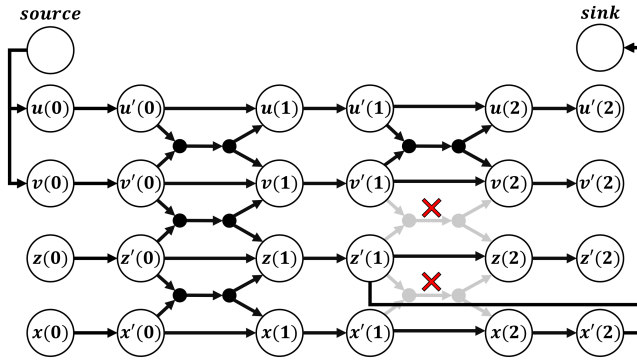 source sink
u(0) u′(0) u(1) u′(1) u(2) u′(2)
v(0) v′(0) v(1) v′(1) v(2) v′(2)
z(0) z′(0) z(1) z′(1) z(2) z′(2)
x(0) x′(0) x(1) x′(1) x(2) x′(2)